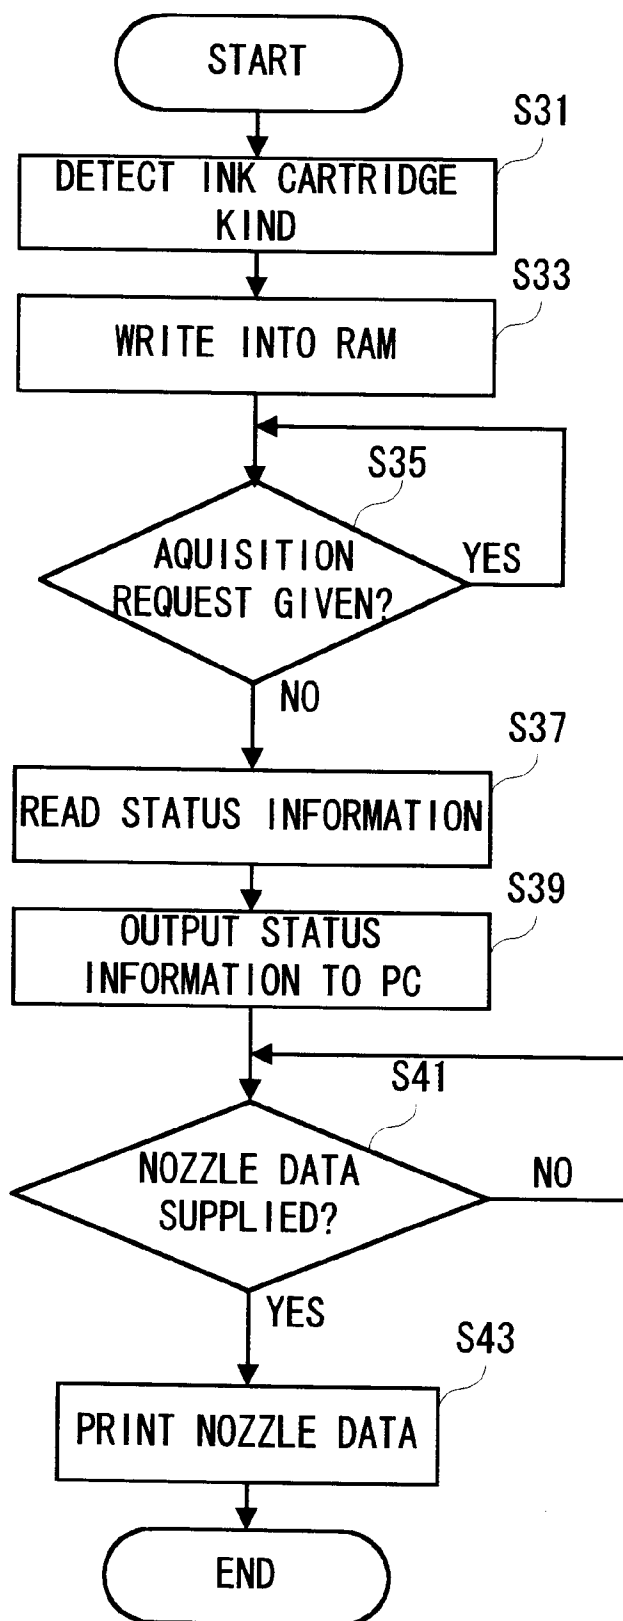 START
S31
DETECT INK CARTRIDGE
KIND
S33
WRITE INTO RAM
S35
AQUISITION
REQUEST GIVEN?
YES
NO
S37
READ STATUS INFORMATION
S39
OUTPUT STATUS
INFORMATION TO PC
S41
NOZZLE DATA
SUPPLIED?
NO
YES
S43
PRINT NOZZLE DATA
END